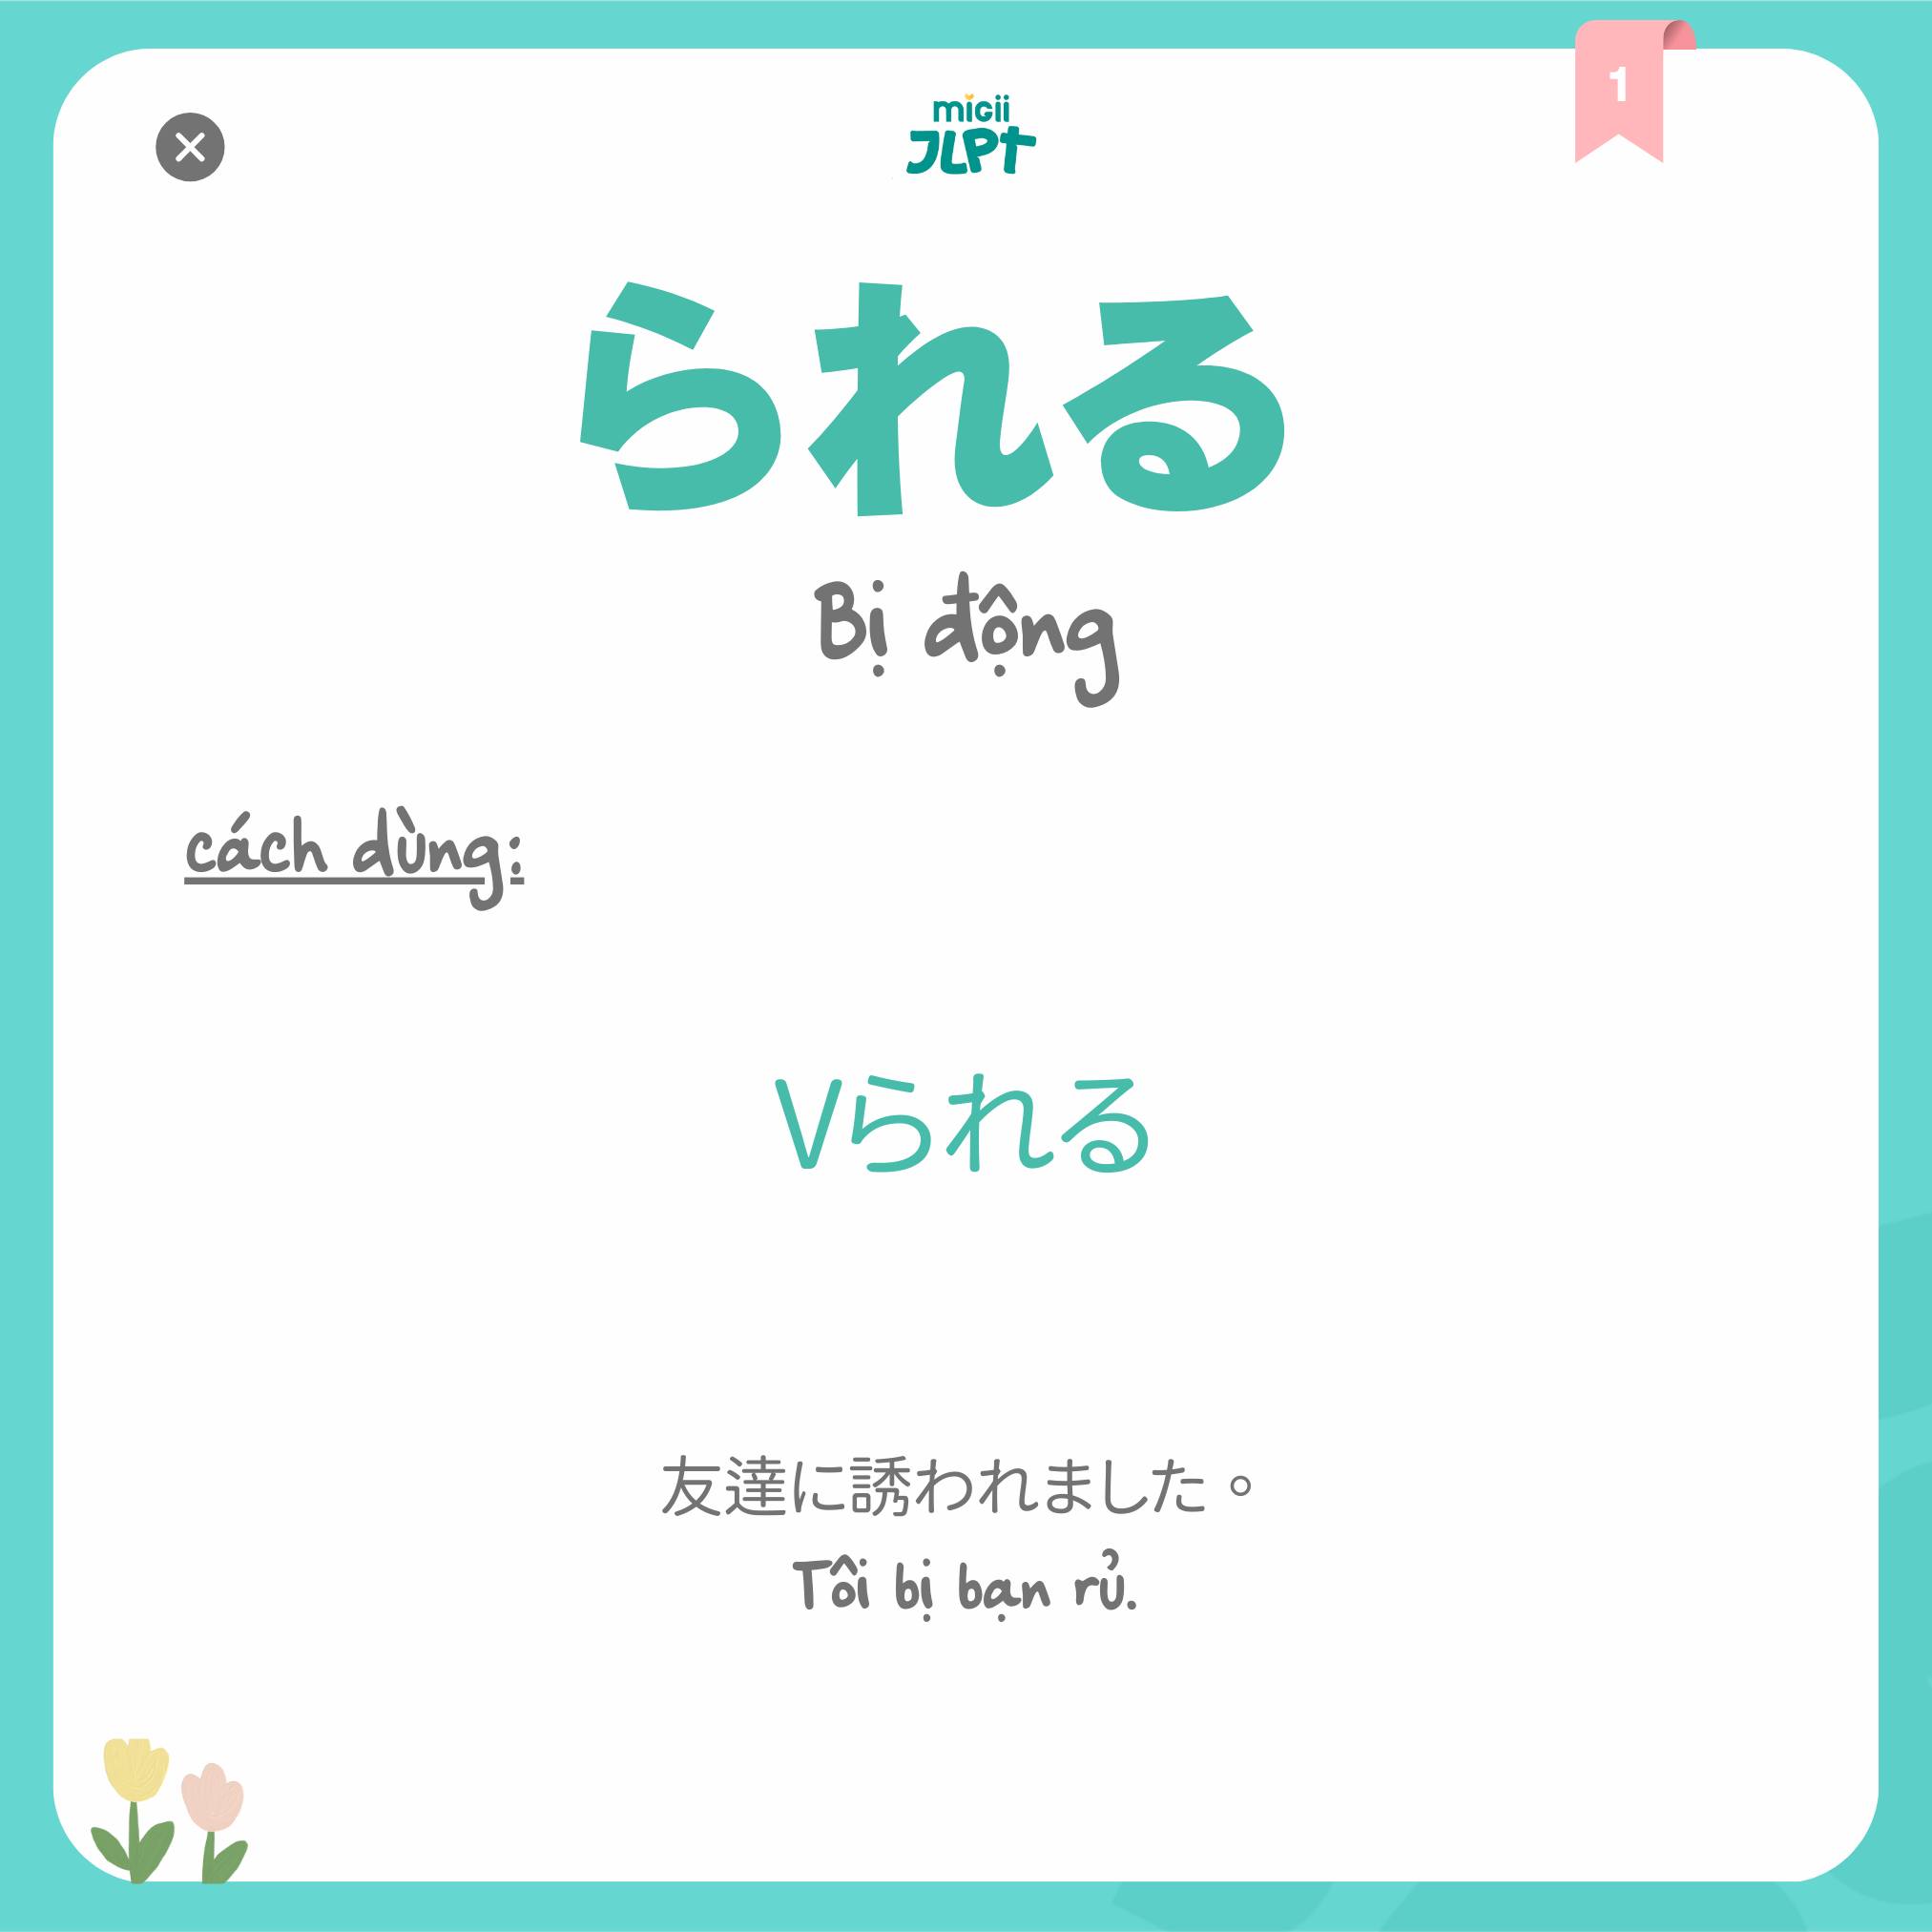 1
migii
JLPT
られる
Bị động
cách dùng:
Vられる
友達に誘われました。
Tôi bị bạn rủ.